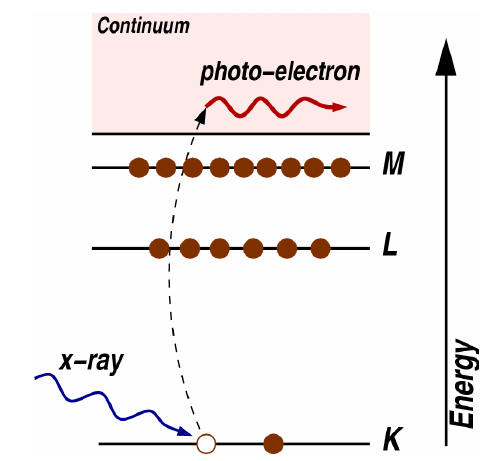 Continuum
photo-electron
M
L
x-ray
K
Energy